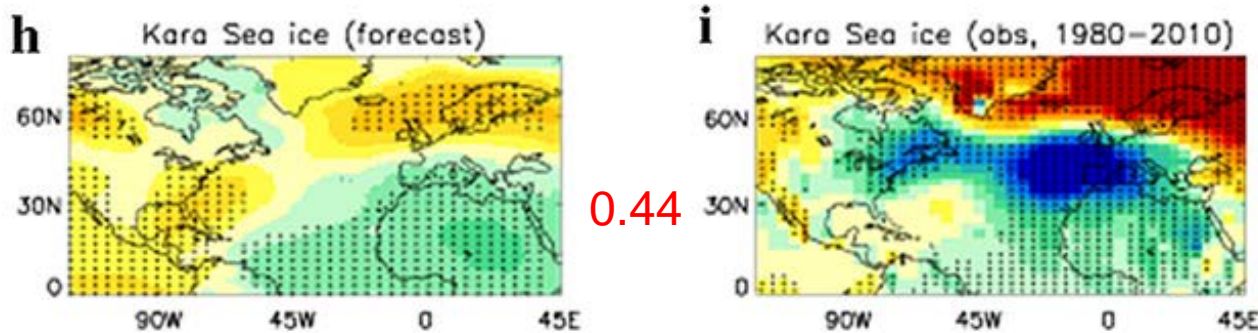 h
Kara Sea ice (forecast)
60N
30N
0
90W
45W
0
45E
0.44
i
Kara Sea ice (obs, 1980-2010)
60N
30N
0
90W
45W
0
45E